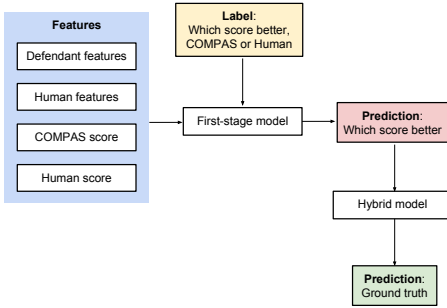 Features
Defendant features
Human features
COMPAS score
Human score
Label:
Which score better,
COMPAS or Human
First-stage model
Prediction:
Which score better
Hybrid model
Prediction:
Ground truth